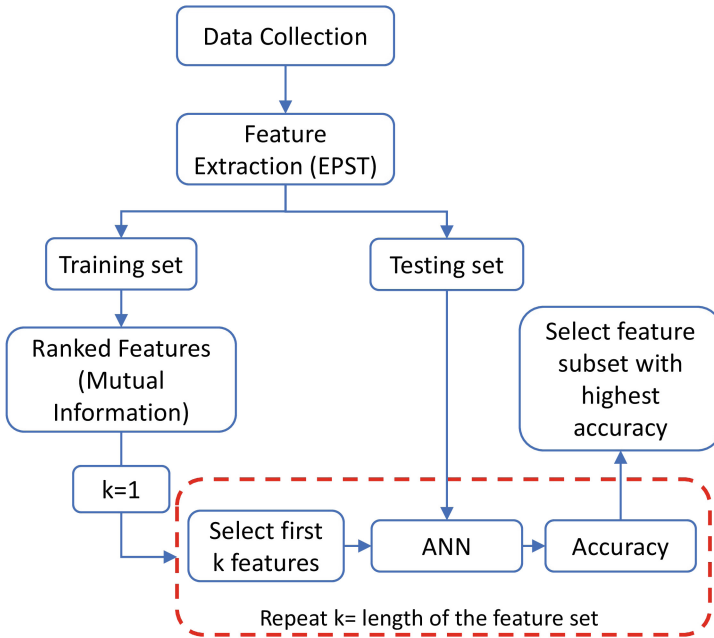 Data Collection
Feature
Extraction (EPST)
Training set
Testing set
Ranked Features
(Mutual
Information)
Select feature
subset with
highest
accuracy
k=1
Select first
k features
ANN
Accuracy
Repeat k= length of the feature set